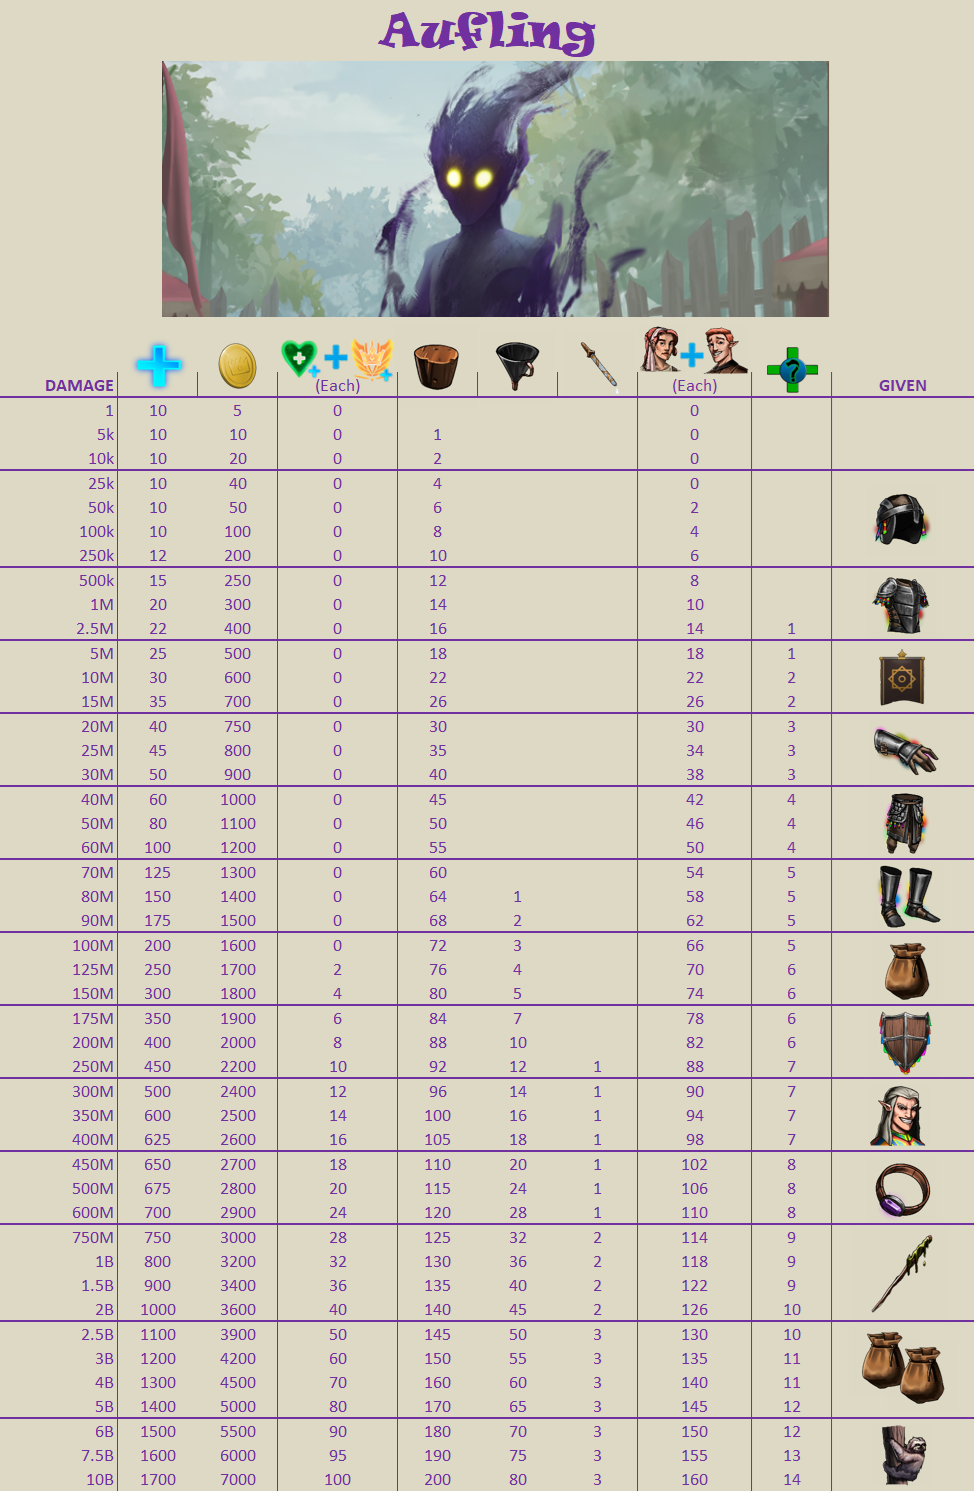 Aufling
DAMAGE (Each) (Each) GIVEN
1 10 5 0 0
5k 10 10 0 1 0
10k 10 20 0 2 0
25k 10 40 0 4 0
50k 10 50 0 6 2
100k 10 100 0 8 4
250k 12 200 0 10 6
500k 15 250 0 12 8
1M 20 300 0 14 10
2.5M 22 400 0 16 14 1
5M 25 500 0 18 18 1
10M 30 600 0 22 22 2
15M 35 700 0 26 26 2
20M 40 750 0 30 30 3
25M 45 800 0 35 34 3
30M 50 900 0 40 38 3
40M 60 1000 0 45 42 4
50M 80 1100 0 50 46 4
60M 100 1200 0 55 50 4
70M 125 1300 0 60 54 5
80M 150 1400 0 64 1 58 5
90M 175 1500 0 68 2 62 5
100M 200 1600 0 72 3 66 5
125M 250 1700 2 76 4 70 6
150M 300 1800 4 80 5 74 6
175M 350 1900 6 84 7 78 6
200M 400 2000 8 88 10 82 6
250M 450 2200 10 92 12 1 88 7
300M 500 2400 12 96 14 1 90 7
350M 600 2500 14 100 16 1 94 7
400M 625 2600 16 105 18 1 98 7
450M 650 2700 18 110 20 1 102 8
500M 675 2800 20 115 24 1 106 8
600M 700 2900 24 120 28 1 110 8
750M 750 3000 28 125 32 2 114 9
1B 800 3200 32 130 36 2 118 9
1.5B 900 3400 36 135 40 2 122 9
2B 1000 3600 40 140 45 2 126 10
2.5B 1100 3900 50 145 50 3 130 10
3B 1200 4200 60 150 55 3 135 11
4B 1300 4500 70 160 60 3 140 11
5B 1400 5000 80 170 65 3 145 12
6B 1500 5500 90 180 70 3 150 12
7.5B 1600 6000 95 190 75 3 155 13
10B 1700 7000 100 200 80 3 160 14